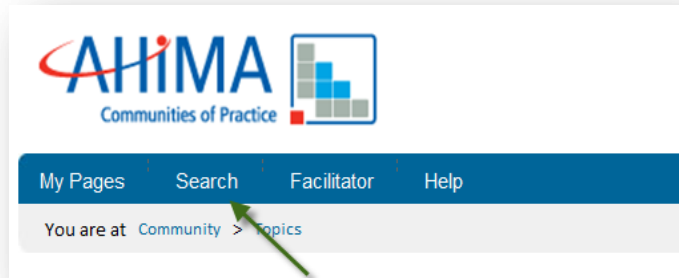 AHIMA
Communities of Practice
My Pages Search Facilitator Help
You are at Community > Topics